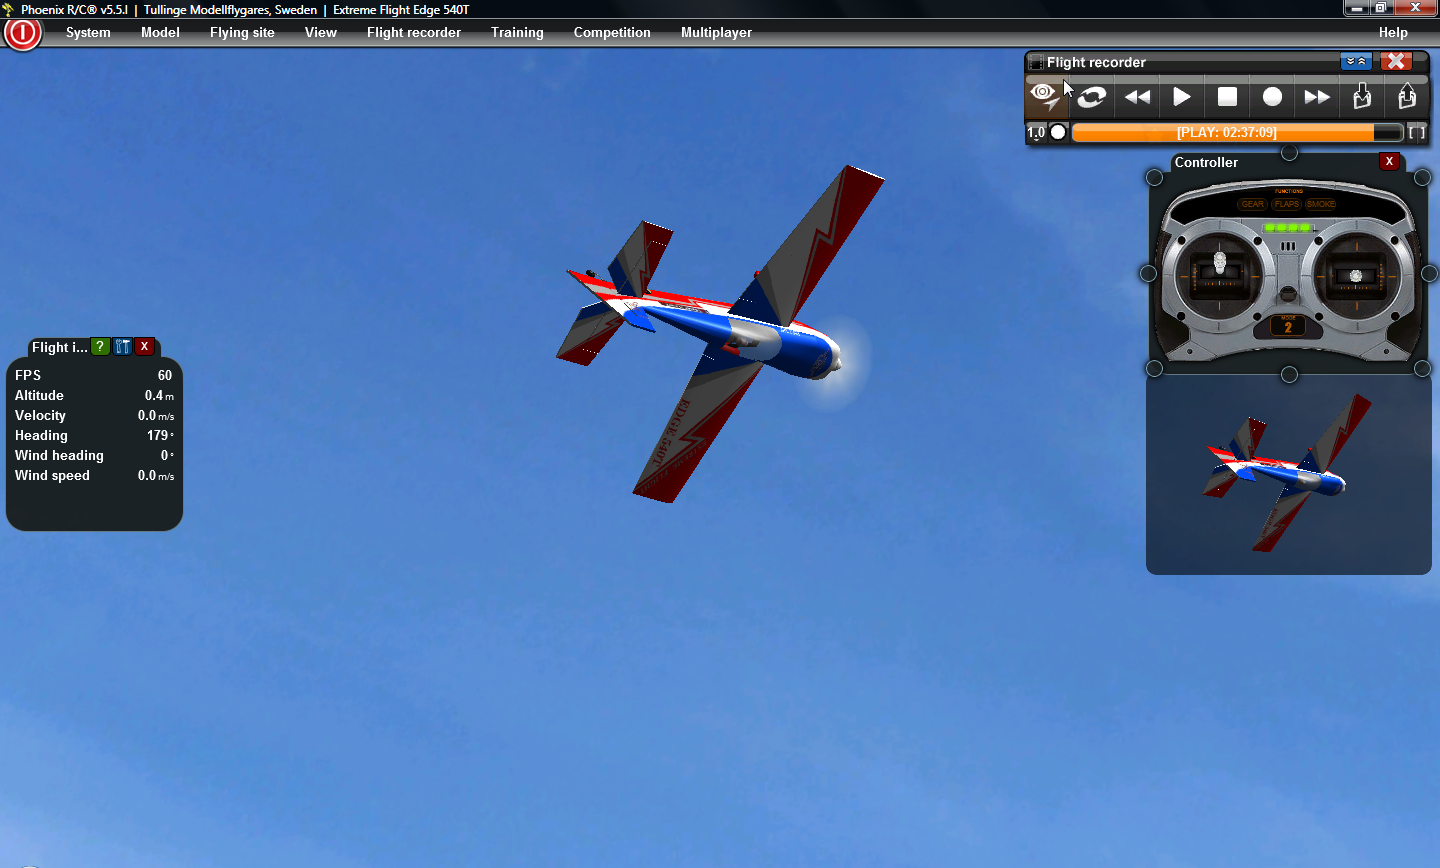 Phoenix R/C® v5.5.l | Tullinge Modellflygares, Sweden | Extreme Flight Edge 540T
System Model Flying site View Flight recorder Training Competition Multiplayer Help
Flight recorder
1.0 [PLAY: 02:37:09] [ ]
Controller X
FUNCTIONS
GEAR FLAPS SMOKE
MODE
2
Flight i... ? X
FPS 60
Altitude 0.4 m
Velocity 0.0 m/s
Heading 179 °
Wind heading 0 °
Wind speed 0.0 m/s
EDGE 540T